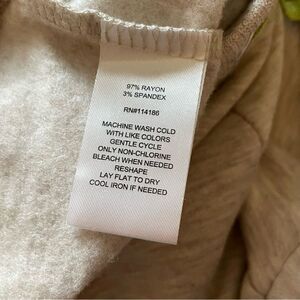 97% RAYON
3% SPANDEX
RN#114186
MACHINE WASH COLD
WITH LIKE COLORS
GENTLE CYCLE
ONLY NON-CHLORINE
BLEACH WHEN NEEDED
RESHAPE
LAY FLAT TO DRY
COOL IRON IF NEEDED